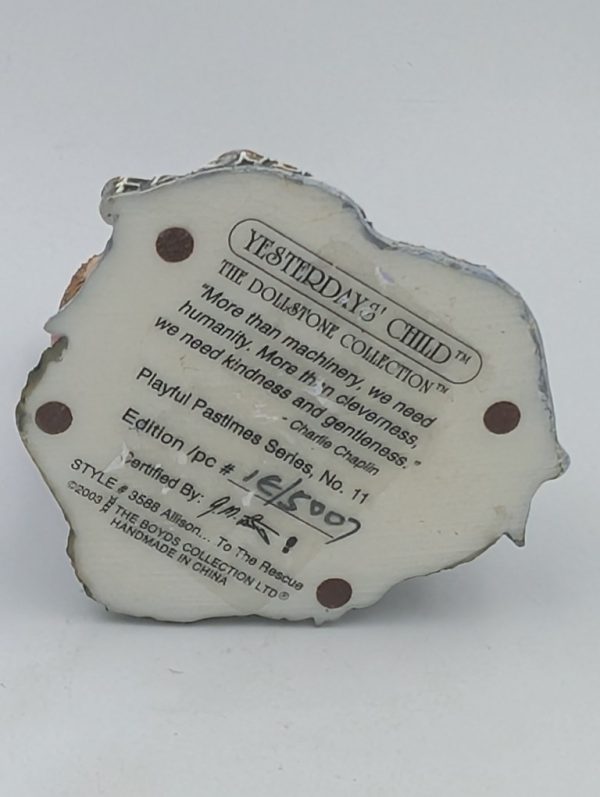 YESTERDAYS' CHILD™
THE DOLLSTONE COLLECTION™
"More than machinery, we need
humanity. More than cleverness,
we need kindness and gentleness."
- Charlie Chaplin
Playful Pastimes Series, No. 11
Edition /pc # 1E/5007
Certified By:
STYLE # 3588 Allison... To The Rescue
©2003 THE BOYDS COLLECTION LTD®
HANDMADE IN CHINA